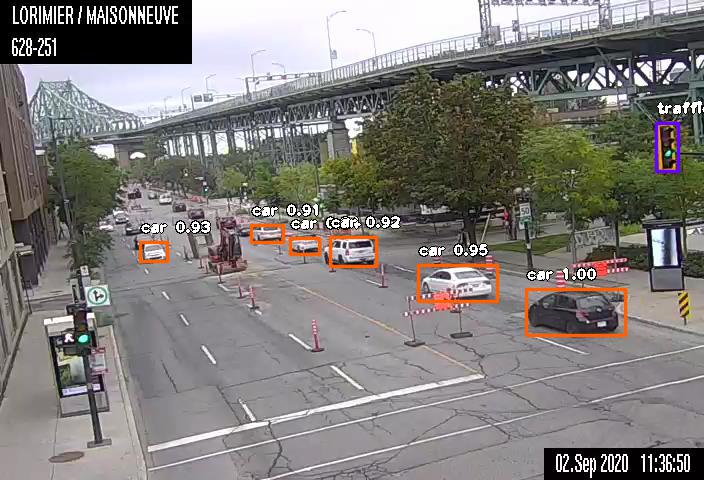 LORIMIER / MAISONNEUVE
628-251
traffi
car 0.91
car 0.93
car 0.92
car 0.95
car 1.00
50
02.Sep 2020 11:36:50